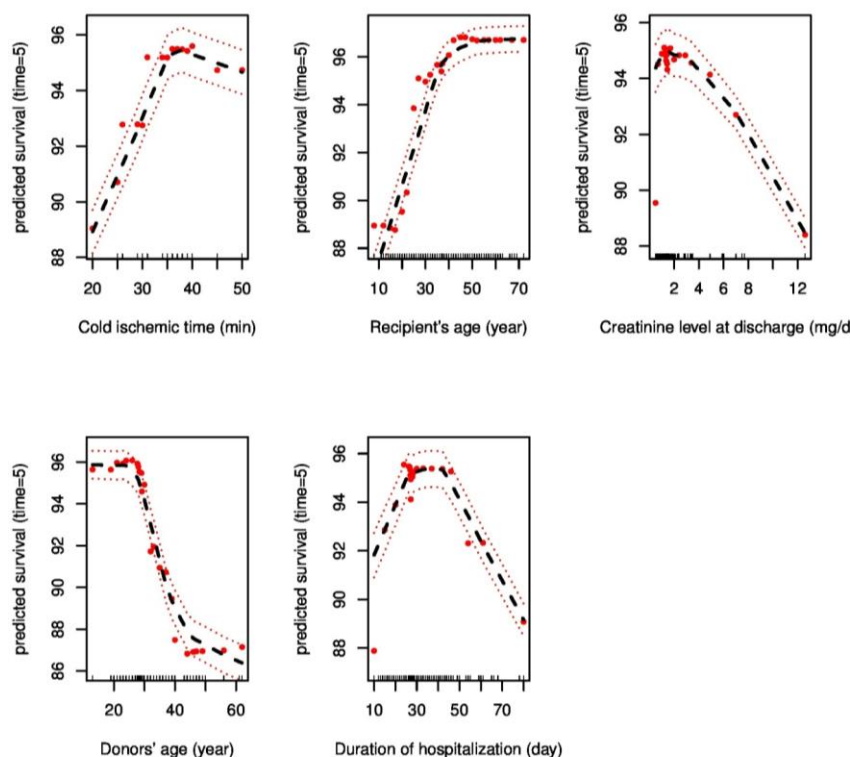 predicted survival (time=5)
88 90 92 94 96
20 30 40 50
Cold ischemic time (min)
predicted survival (time=5)
88 90 92 94 96
10 30 50 70
Recipient's age (year)
predicted survival (time=5)
88 90 92 94 96
2 4 6 8 12
Creatinine level at discharge (mg/d
predicted survival (time=5)
86 88 90 92 94 96
20 40 60
Donors' age (year)
predicted survival (time=5)
88 90 92 94 96
10 30 50 70
Duration of hospitalization (day)